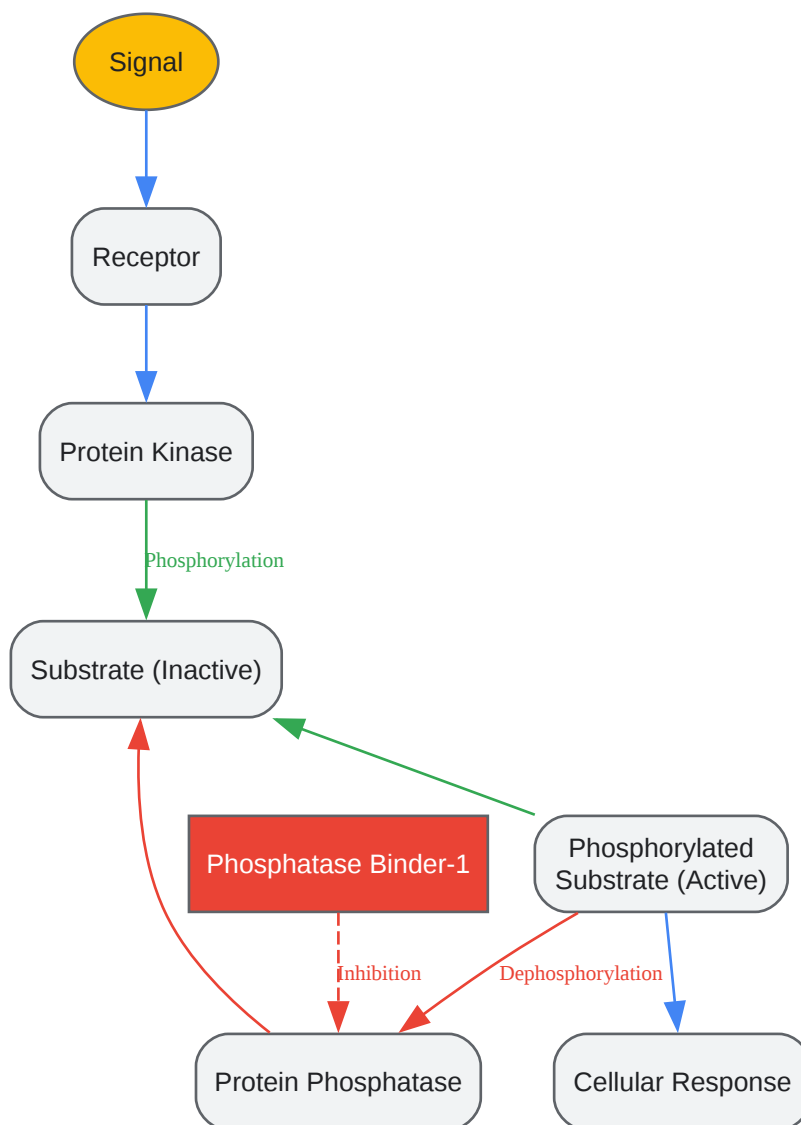 Signal
Receptor
Protein Kinase
Phosphorylation
Substrate (Inactive)
Phosphatase Binder-1
Phosphorylated
Substrate (Active)
Inhibition
Dephosphorylation
Protein Phosphatase
Cellular Response